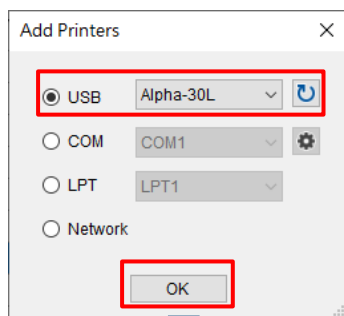 Add Printers
USB Alpha-30L
COM COM1
LPT LPT1
Network
OK